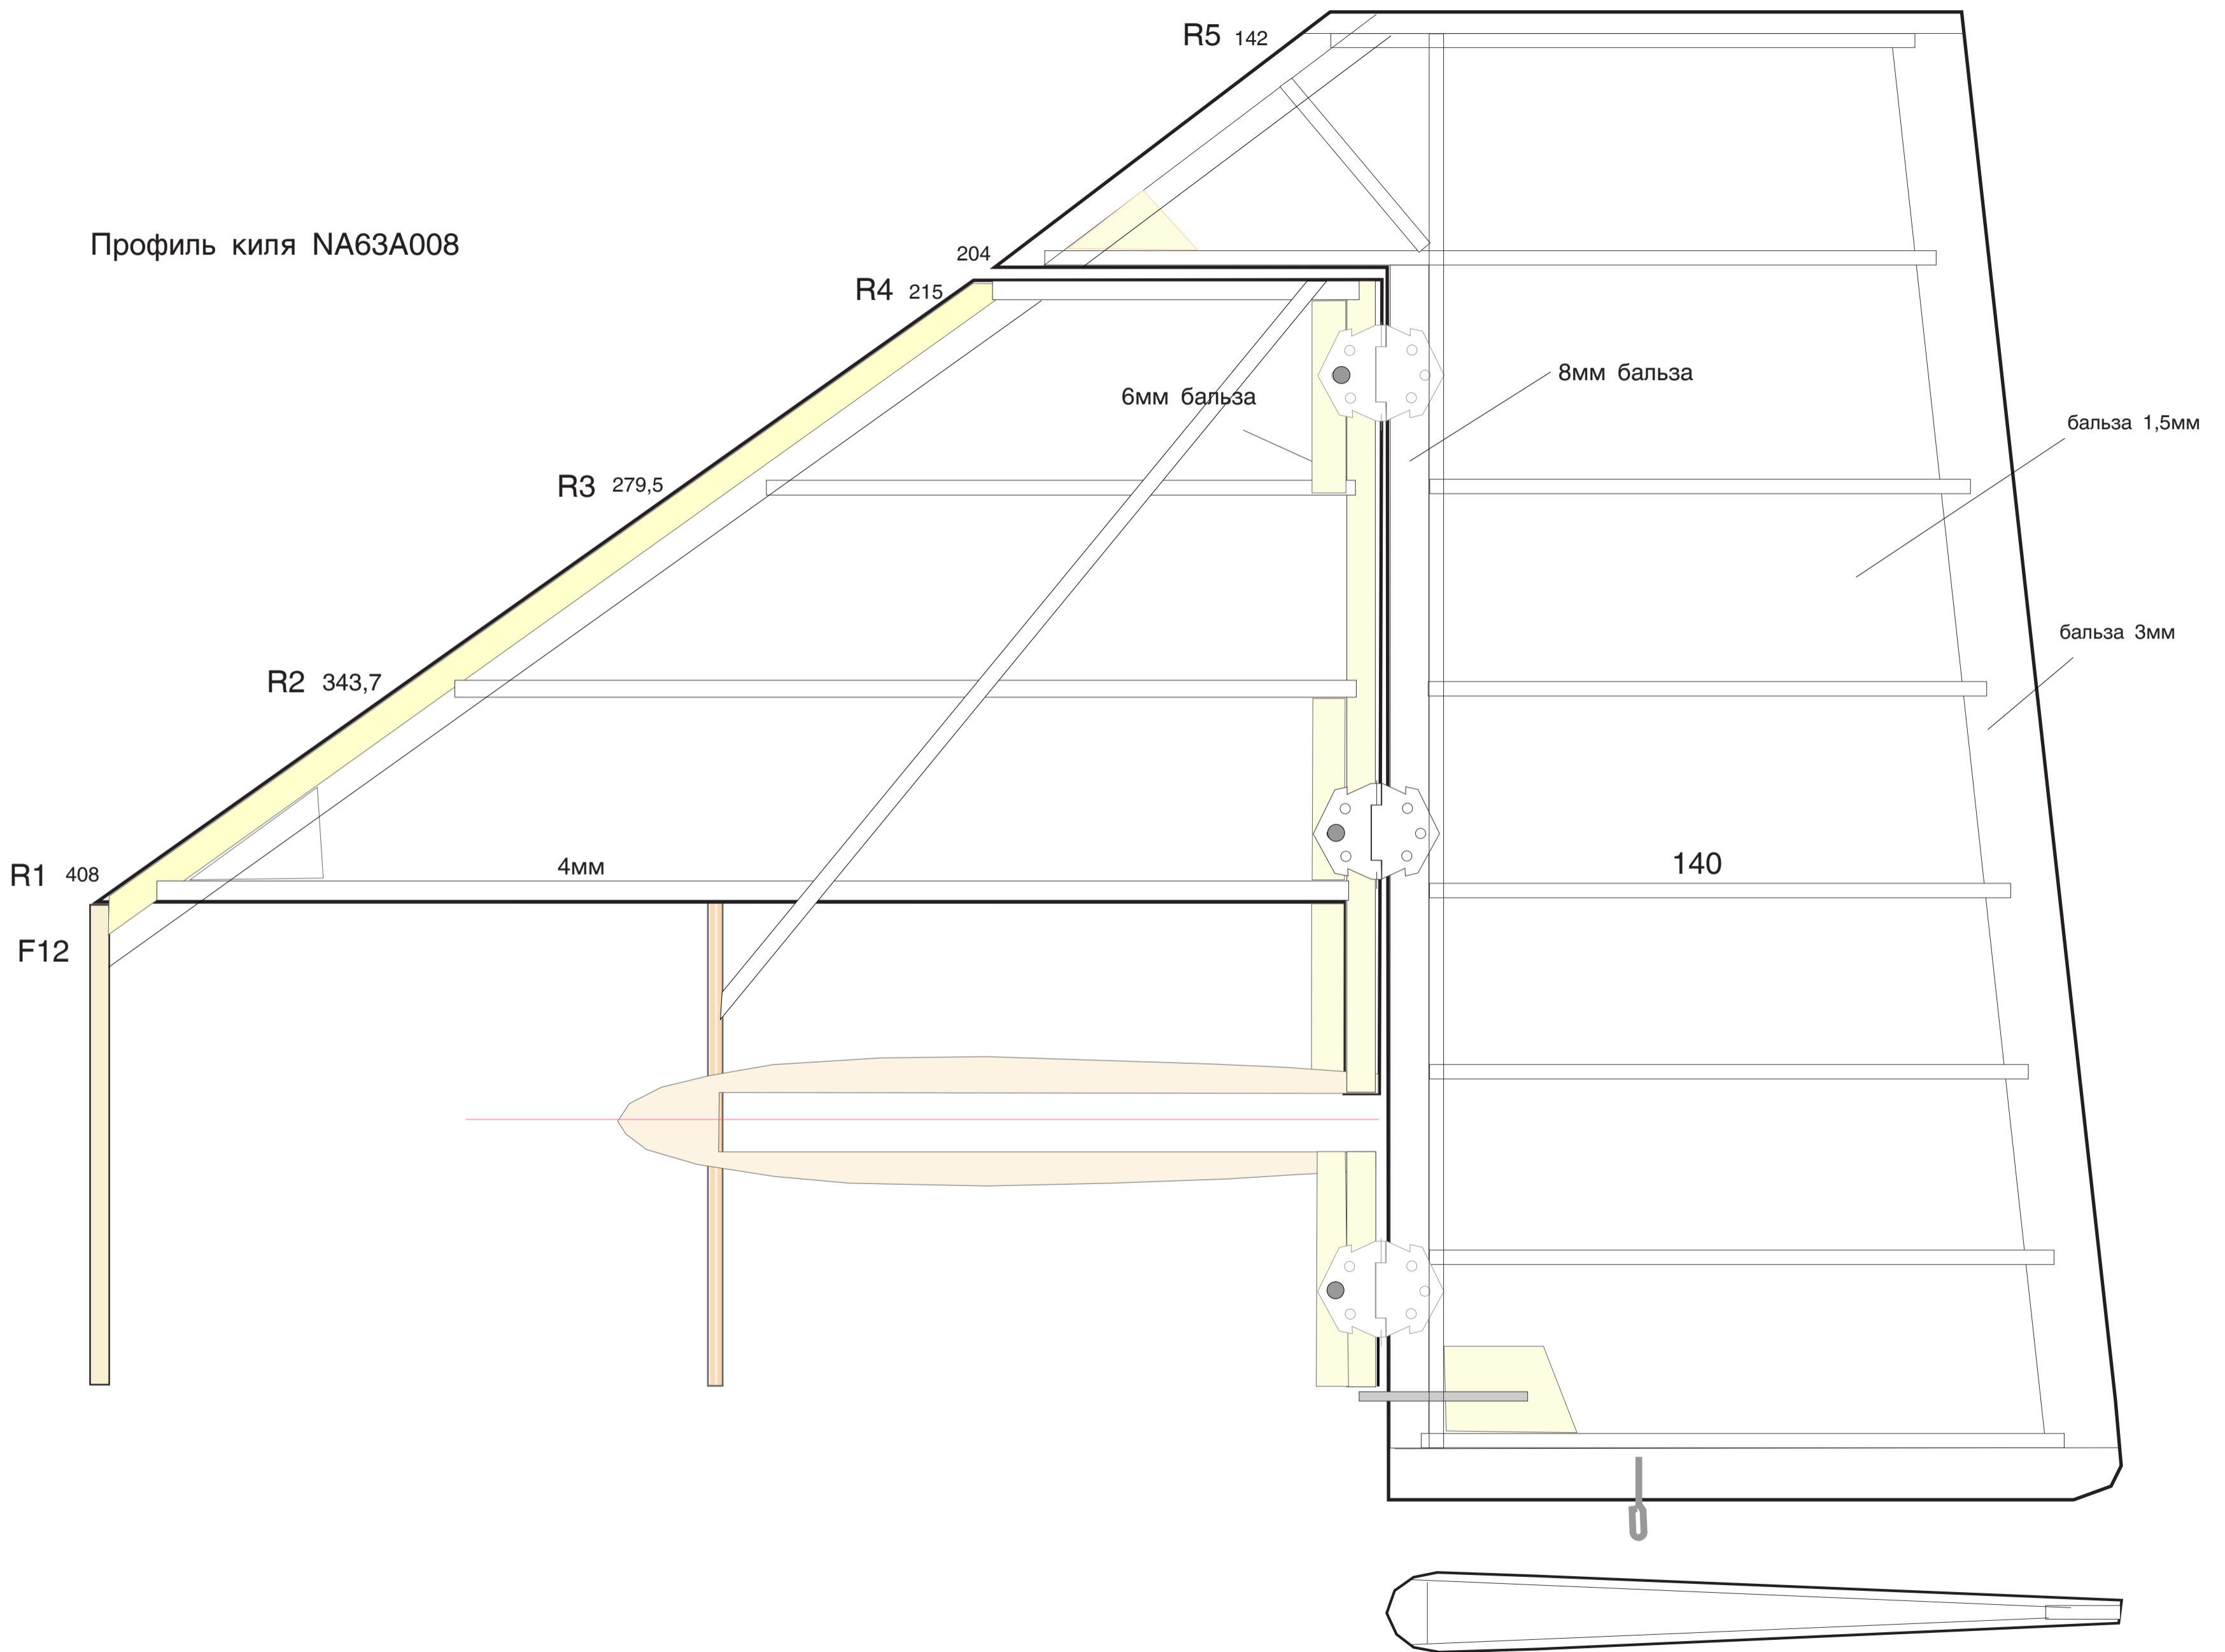 R5 142
Профиль киля NA63A008
204
R4 215
8мм бальза
6мм бальза
бальза 1,5мм
R3 279,5
бальза 3мм
R2 343,7
140
4мм
R1 408
F12